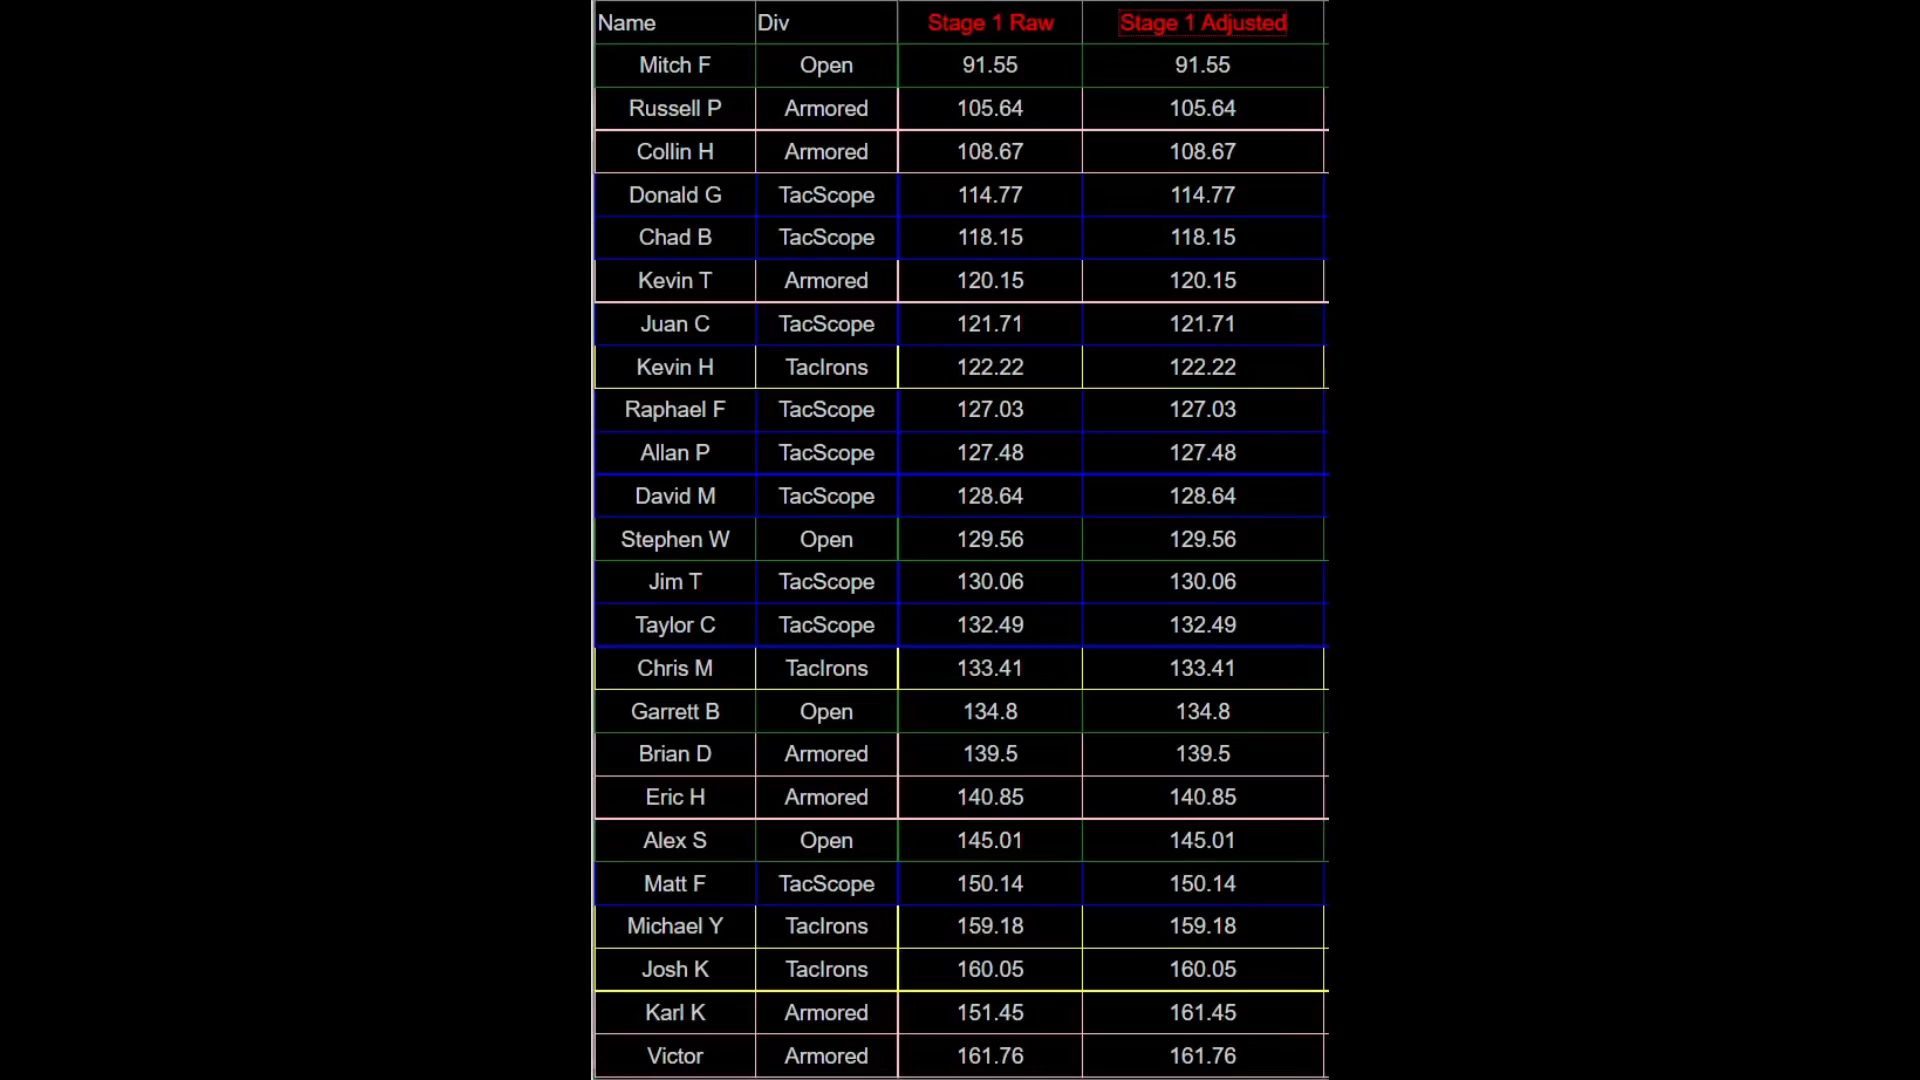 Name Div Stage 1 Raw Stage 1 Adjusted
Mitch F Open 91.55 91.55
Russell P Armored 105.64 105.64
Collin H Armored 108.67 108.67
Donald G TacScope 114.77 114.77
Chad B TacScope 118.15 118.15
Kevin T Armored 120.15 120.15
Juan C TacScope 121.71 121.71
Kevin H TacIrons 122.22 122.22
Raphael F TacScope 127.03 127.03
Allan P TacScope 127.48 127.48
David M TacScope 128.64 128.64
Stephen W Open 129.56 129.56
Jim T TacScope 130.06 130.06
Taylor C TacScope 132.49 132.49
Chris M TacIrons 133.41 133.41
Garrett B Open 134.8 134.8
Brian D Armored 139.5 139.5
Eric H Armored 140.85 140.85
Alex S Open 145.01 145.01
Matt F TacScope 150.14 150.14
Michael Y TacIrons 159.18 159.18
Josh K TacIrons 160.05 160.05
Karl K Armored 151.45 161.45
Victor Armored 161.76 161.76